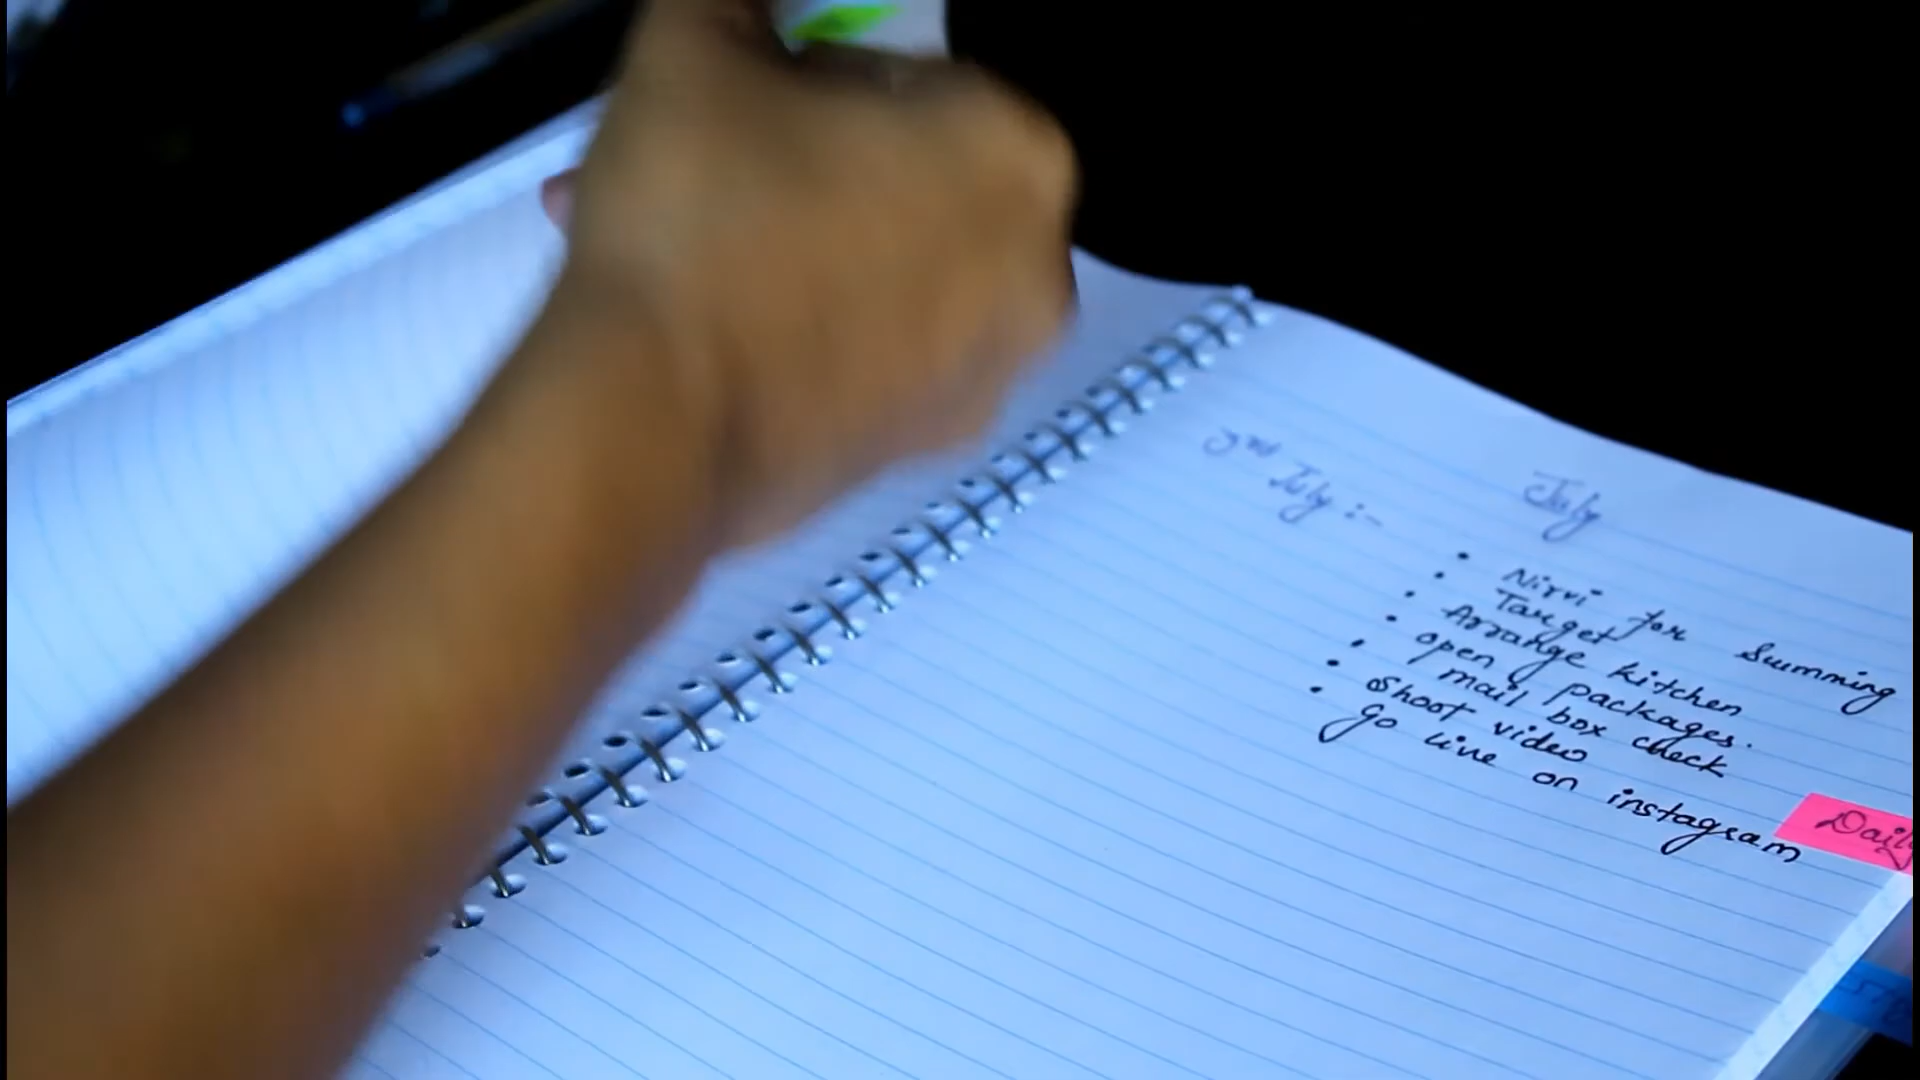 July
July :-
• Nirvi for Swimming
• Target
• Arrange kitchen
• open packages.
• mail box check
• Shoot video
• Go live on instagram
Daily